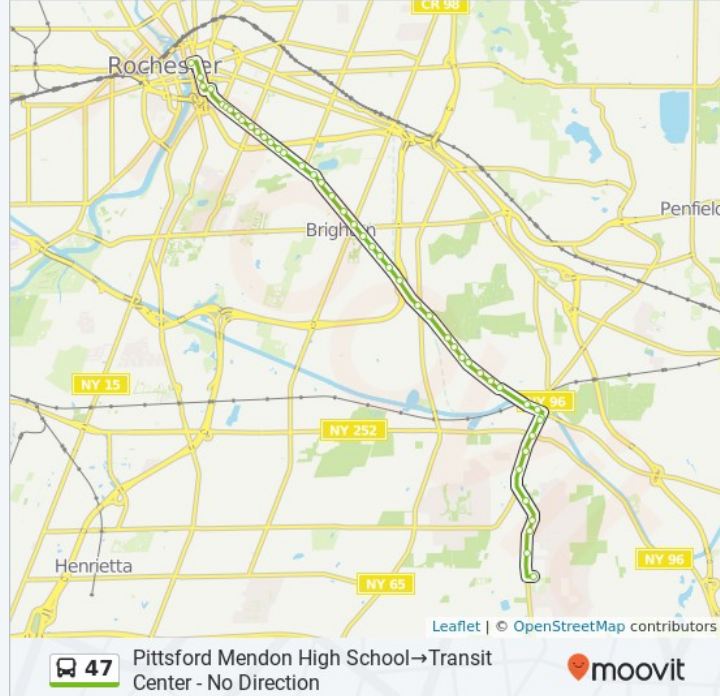 CR 98
Rochester
Penfield
Brighton
NY 15
NY 96
NY 252
Henrietta
NY 96
NY 65
Leaflet | © OpenStreetMap contributors
47
Pittsford Mendon High School→Transit
Center - No Direction
moovit